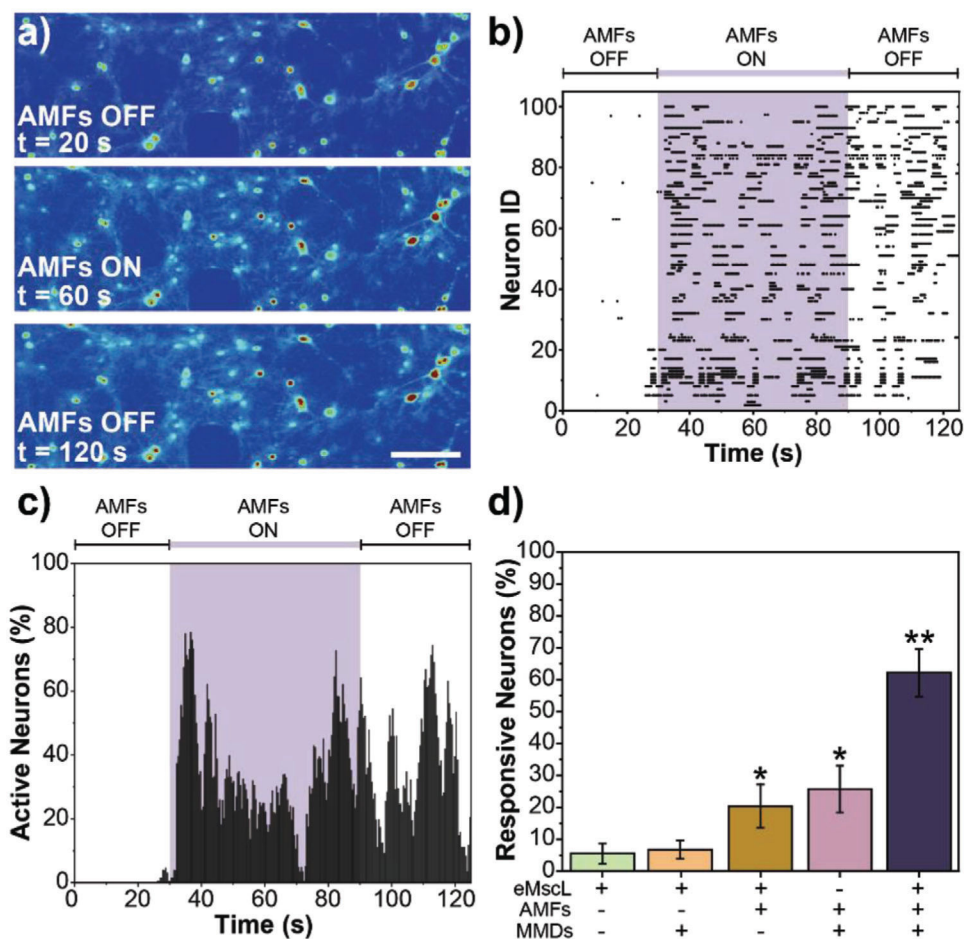 a)
AMFs OFF
t = 20 s
AMFs ON
t = 60 s
AMFs OFF
t = 120 s
b)
AMFs
OFF
AMFs
ON
AMFs
OFF
Neuron ID
100
80
60
40
20
0
0 20 40 60 80 100 120
Time (s)
c)
AMFs
OFF
AMFs
ON
AMFs
OFF
Active Neurons (%)
100
80
60
40
20
0
0 20 40 60 80 100 120
Time (s)
d)
Responsive Neurons (%)
100
90
80
70
60
50
40
30
20
10
0
* * **
eMscL + + + - +
AMFs - - + + +
MMDs - + - + +